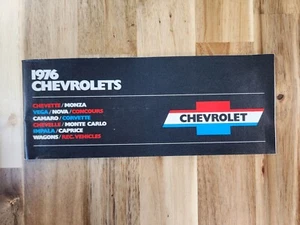 1976
CHEVROLETS
CHEVETTE/MONZA
VEGA/NOVA/CONCOURS
CAMARO/CORVETTE
CHEVELLE/MONTE CARLO
IMPALA/CAPRICE
WAGONS/REC. VEHICLES
CHEVROLET